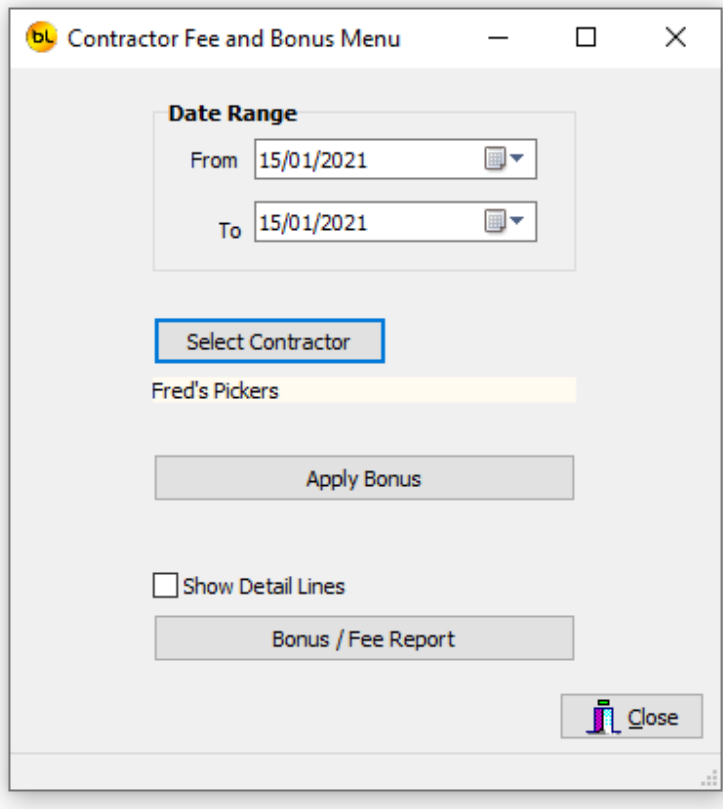 bL Contractor Fee and Bonus Menu
Date Range
From 15/01/2021
To 15/01/2021
Select Contractor
Fred's Pickers
Apply Bonus
Show Detail Lines
Bonus / Fee Report
Close